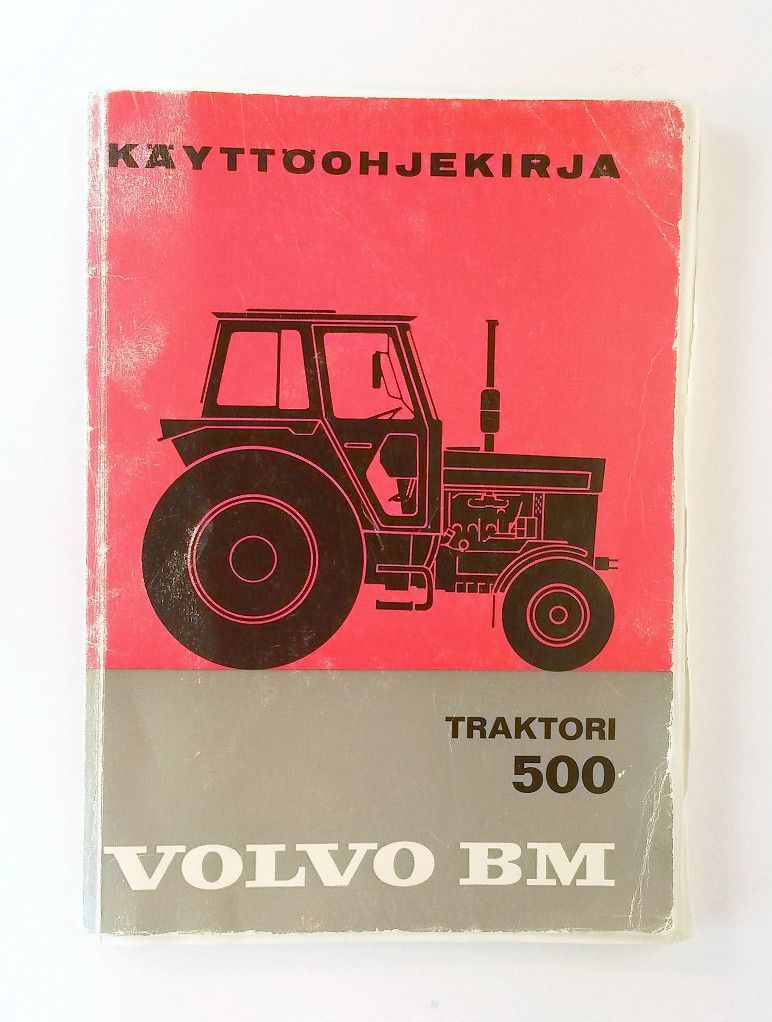 KÄYTTÖOHJEKIRJA
TRAKTORI
500
VOLVO BM